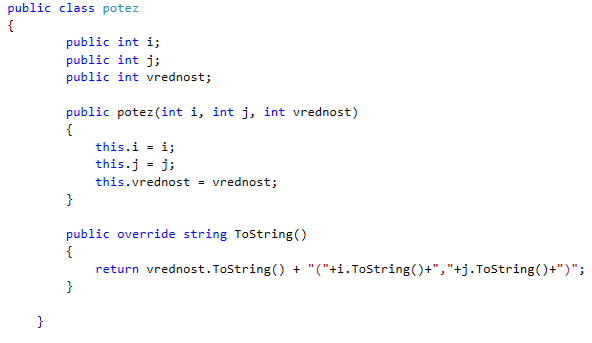 public class potez
{
        public int i;
        public int j;
        public int vrednost;

        public potez(int i, int j, int vrednost)
        {
            this.i = i;
            this.j = j;
            this.vrednost = vrednost;
        }

        public override string ToString()
        {
            return vrednost.ToString() + "("+i.ToString()+","+j.ToString()+")";
        }

    }